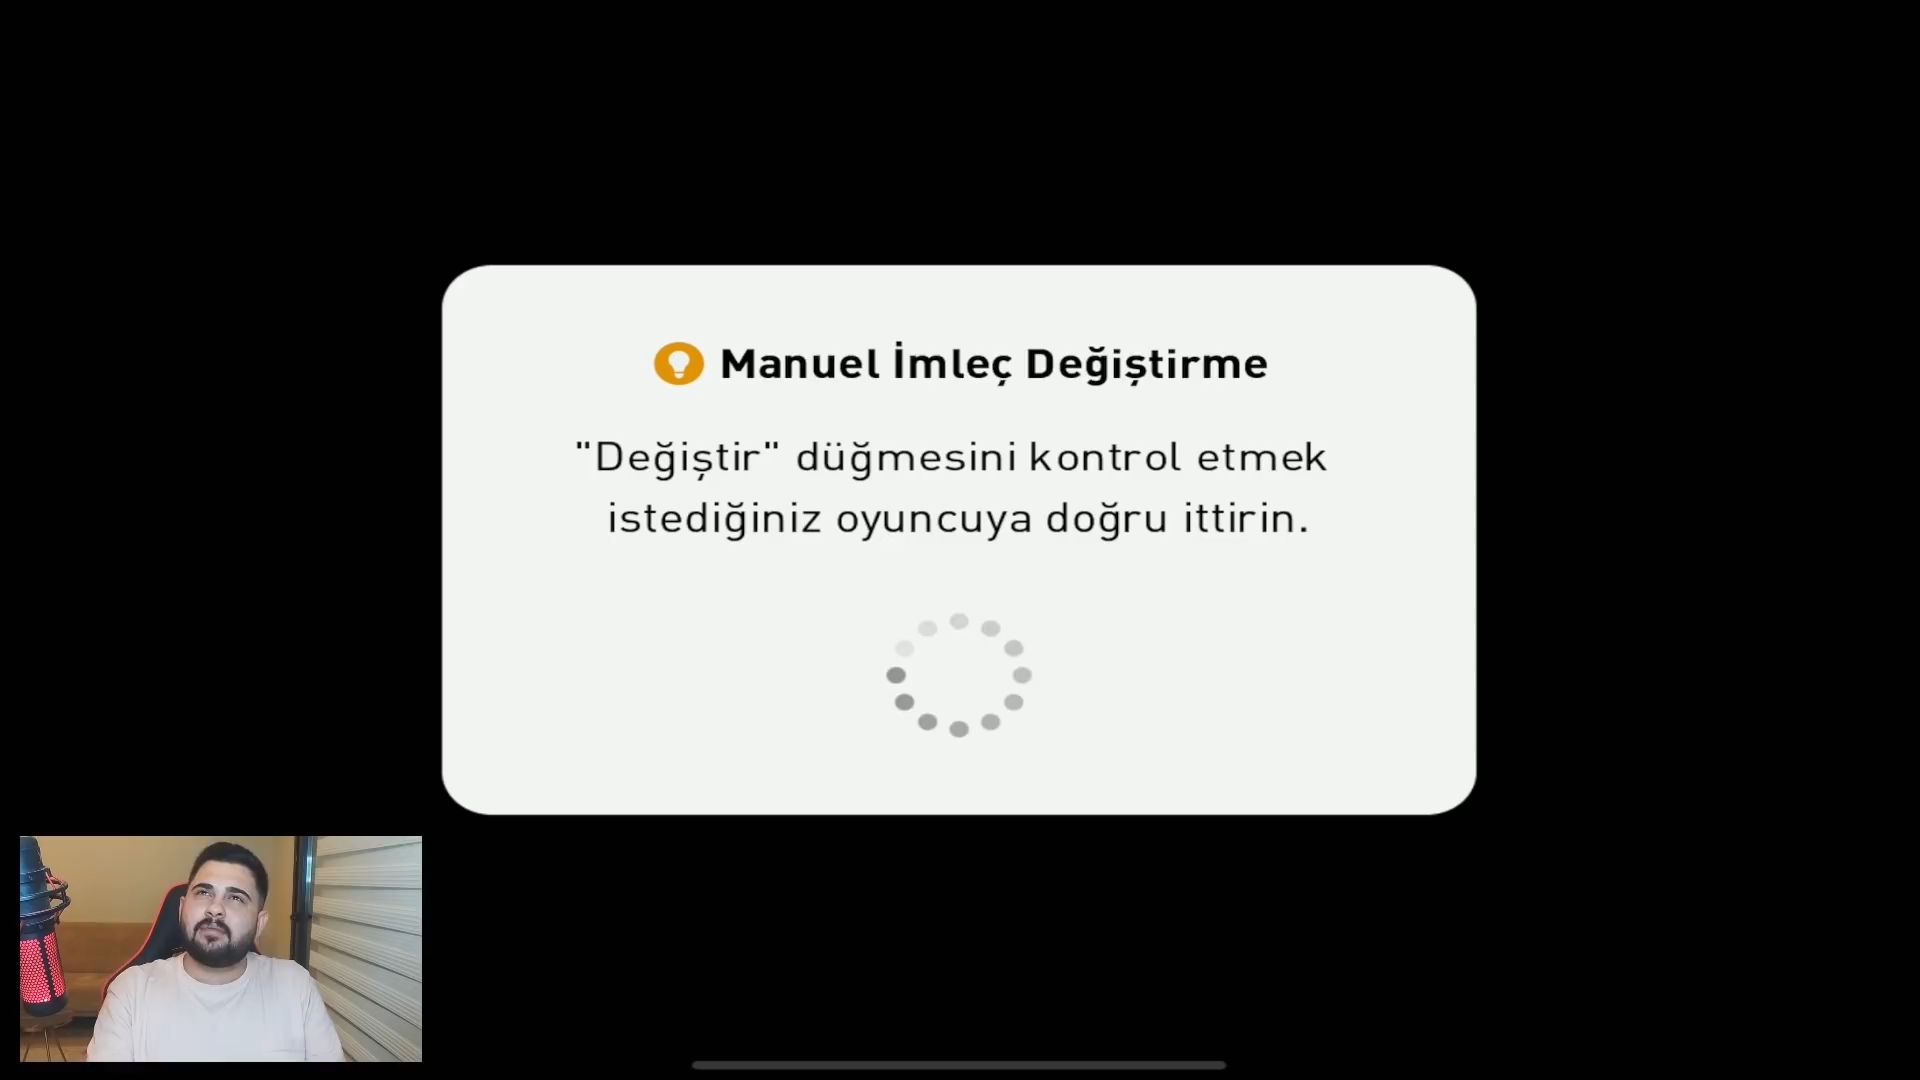 Manuel İmleç Değiştirme
"Değiştir" düğmesini kontrol etmek
istediğiniz oyuncuya doğru ittirin.